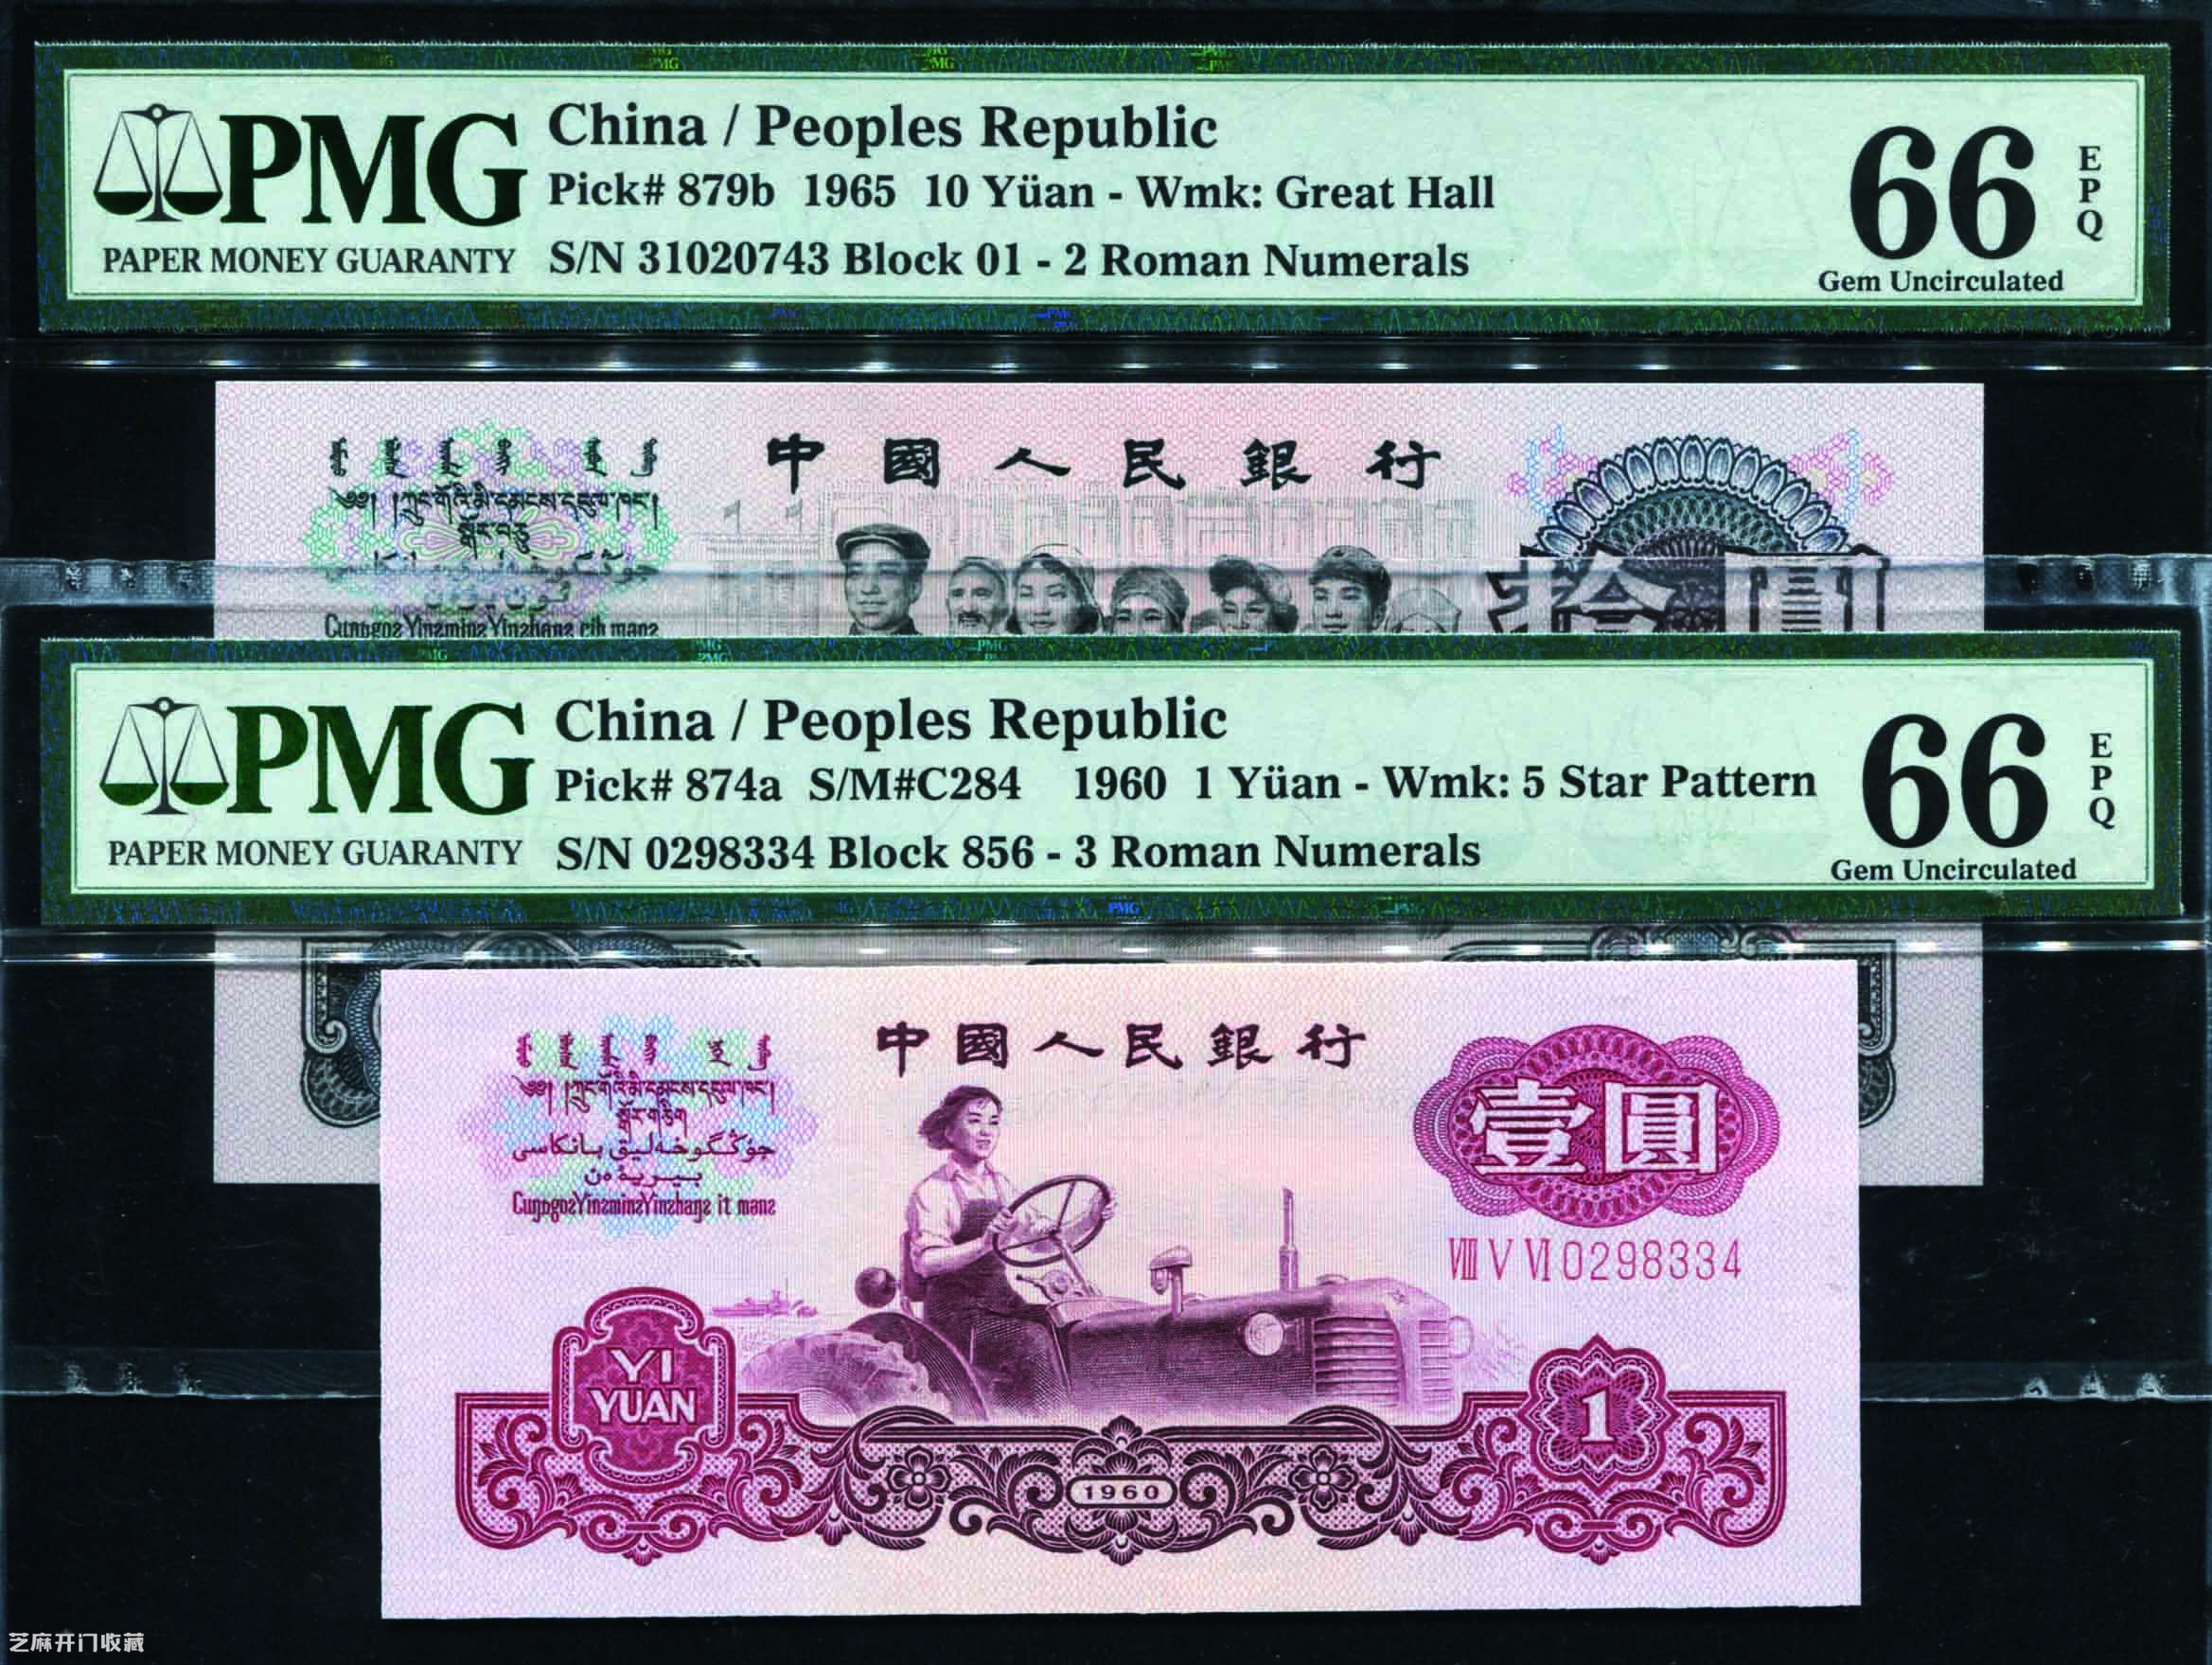 PMG
PAPER MONEY GUARANTY
China / Peoples Republic
Pick# 879b 1965 10 Yüan - Wmk: Great Hall
S/N 31020743 Block 01 - 2 Roman Numerals
66
EPQ
Gem Uncirculated
中國人民銀行
拾圓
PMG
PAPER MONEY GUARANTY
China / Peoples Republic
Pick# 874a S/M#C284 1960 1 Yüan - Wmk: 5 Star Pattern
S/N 0298334 Block 856 - 3 Roman Numerals
66
EPQ
Gem Uncirculated
中國人民銀行
壹圓
VIII V VI 0298334
YI
YUAN
1
1960
芝麻开门收藏